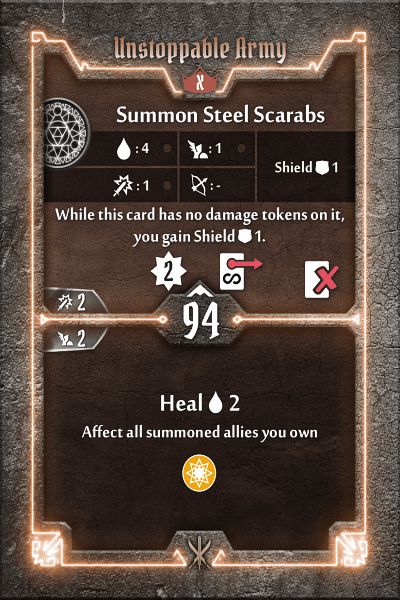 Unstoppable Army
X
Summon Steel Scarabs
: 4
: 1
Shield 1
: 1
: -
While this card has no damage tokens on it,
you gain Shield 1.
2
S
2
94
2
Heal 2
Affect all summoned allies you own